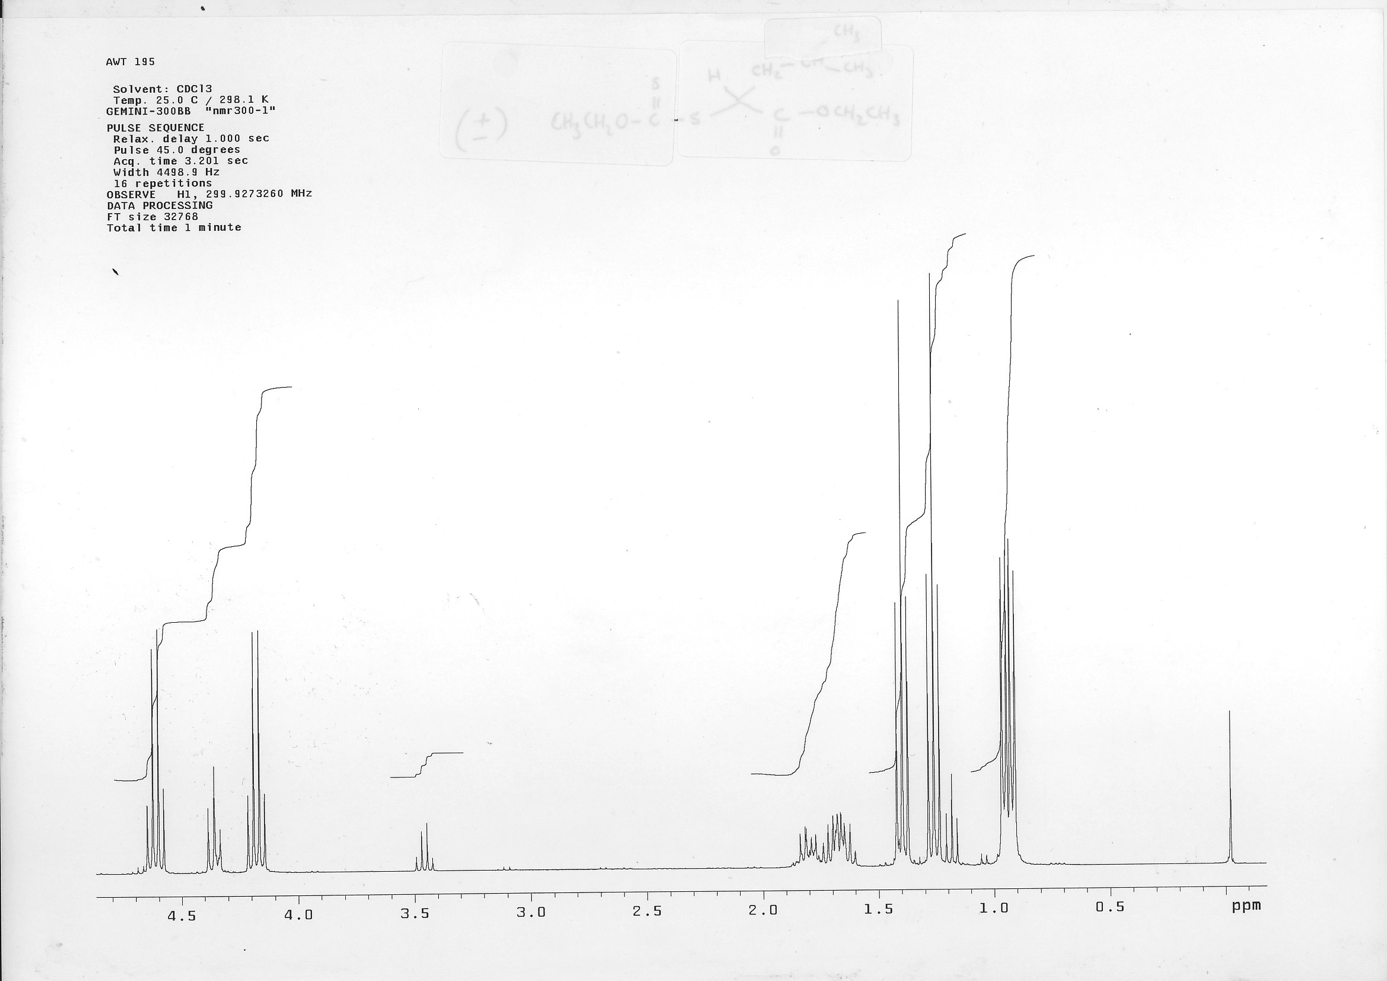 AWT 195
Solvent: CDCl3
Temp. 25.0 C / 298.1 K
GEMINI-300BB "nmr300-1"
PULSE SEQUENCE
Relax. delay 1.000 sec
Pulse 45.0 degrees
Acq. time 3.201 sec
Width 4498.9 Hz
16 repetitions
OBSERVE H1, 299.9273260 MHz
DATA PROCESSING
FT size 32768
Total time 1 minute
CH3
H CH2 - CH - CH3
S
(±) CH3CH2O - C - S C - OCH2CH3
O
4.5 4.0 3.5 3.0 2.5 2.0 1.5 1.0 0.5 ppm